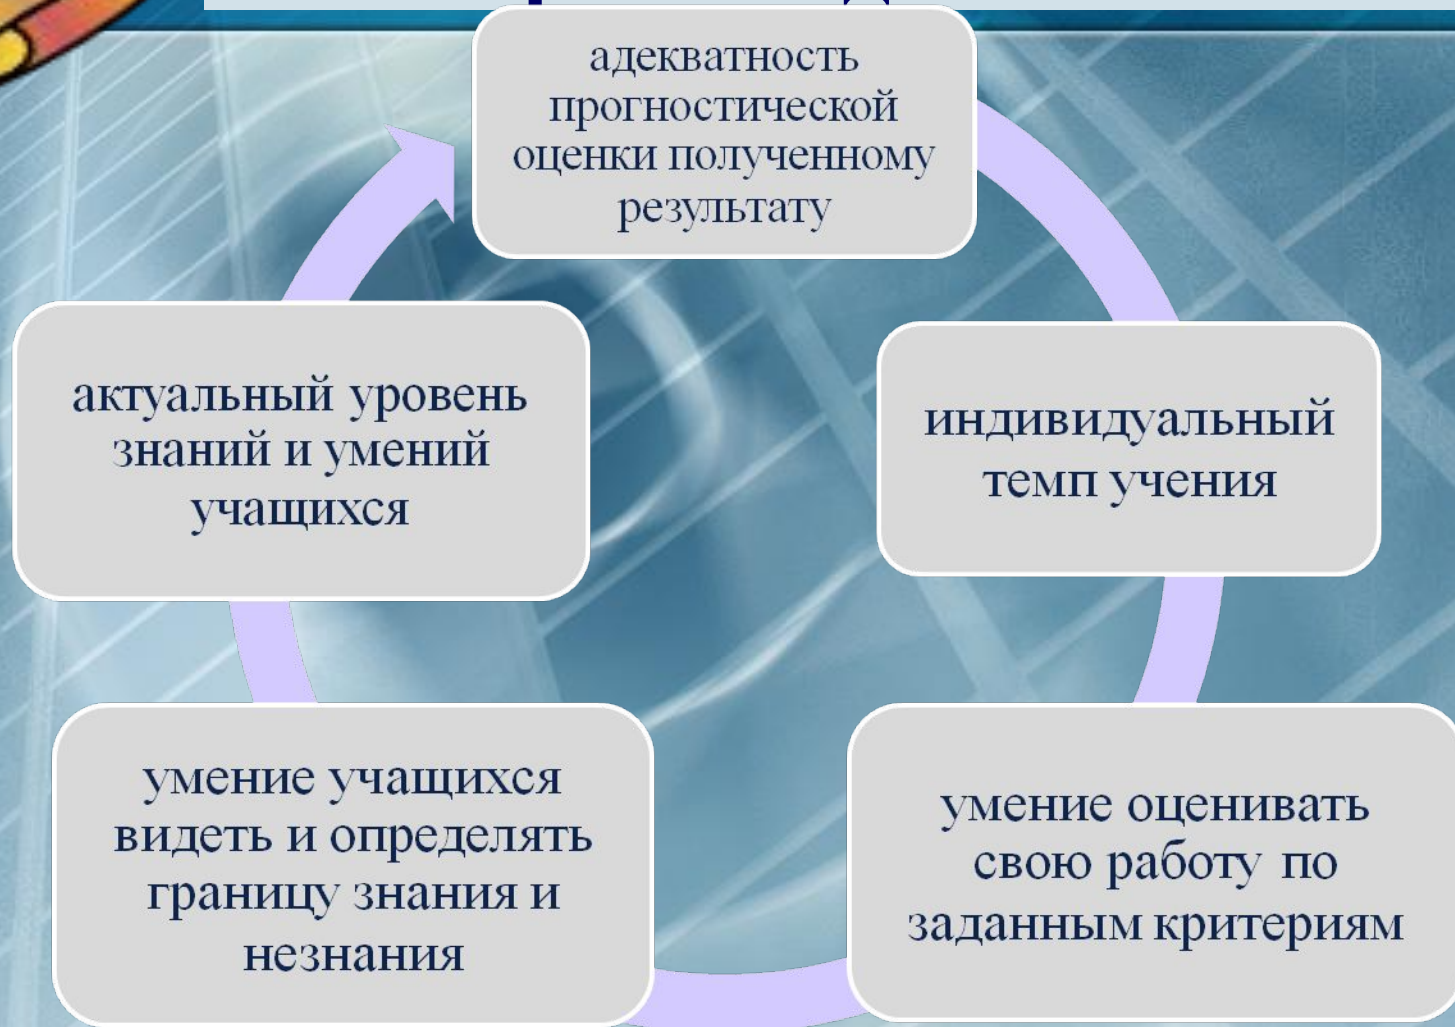 адекватность
прогностической
оценки полученному
результату
индивидуальный
темп учения
умение оценивать
свою работу по
заданным критериям
умение учащихся
видеть и определять
границу знания и
незнания
актуальный уровень
знаний и умений
учащихся